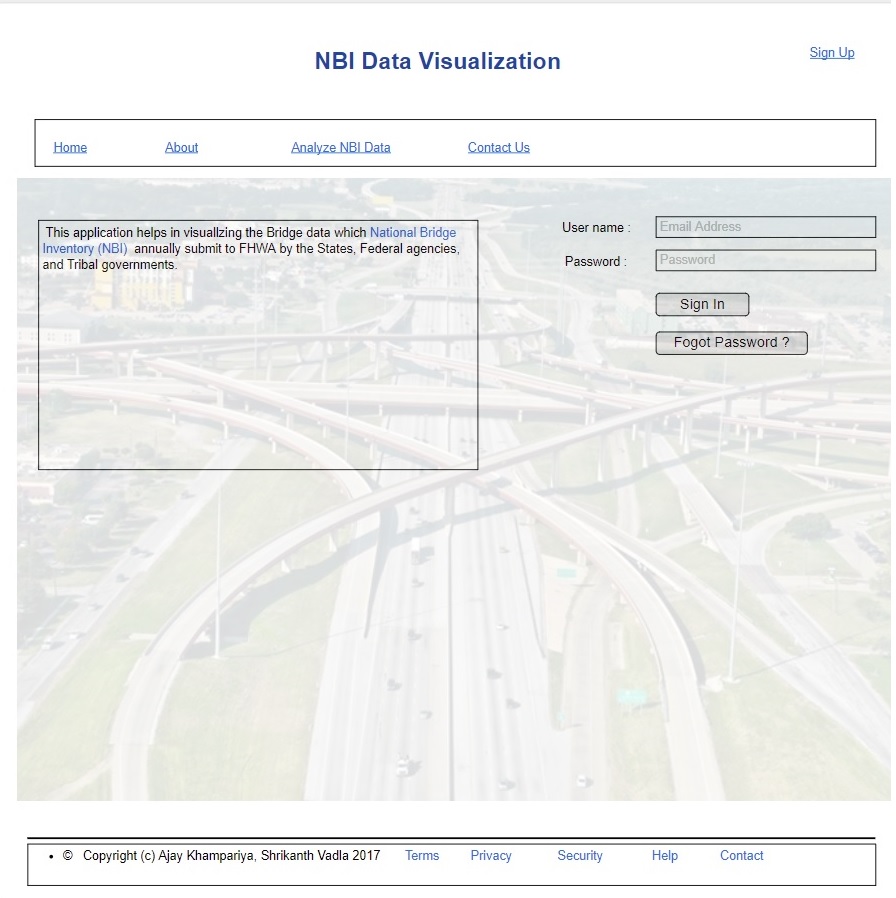 NBI Data Visualization
Sign Up
Home About Analyze NBI Data Contact Us
This application helps in visuallzing the Bridge data which National Bridge
Inventory (NBI) annually submit to FHWA by the States, Federal agencies,
and Tribal governments.
User name : Email Address
Password : Password
Sign In
Fogot Password ?
• © Copyright (c) Ajay Khampariya, Shrikanth Vadla 2017 Terms Privacy Security Help Contact